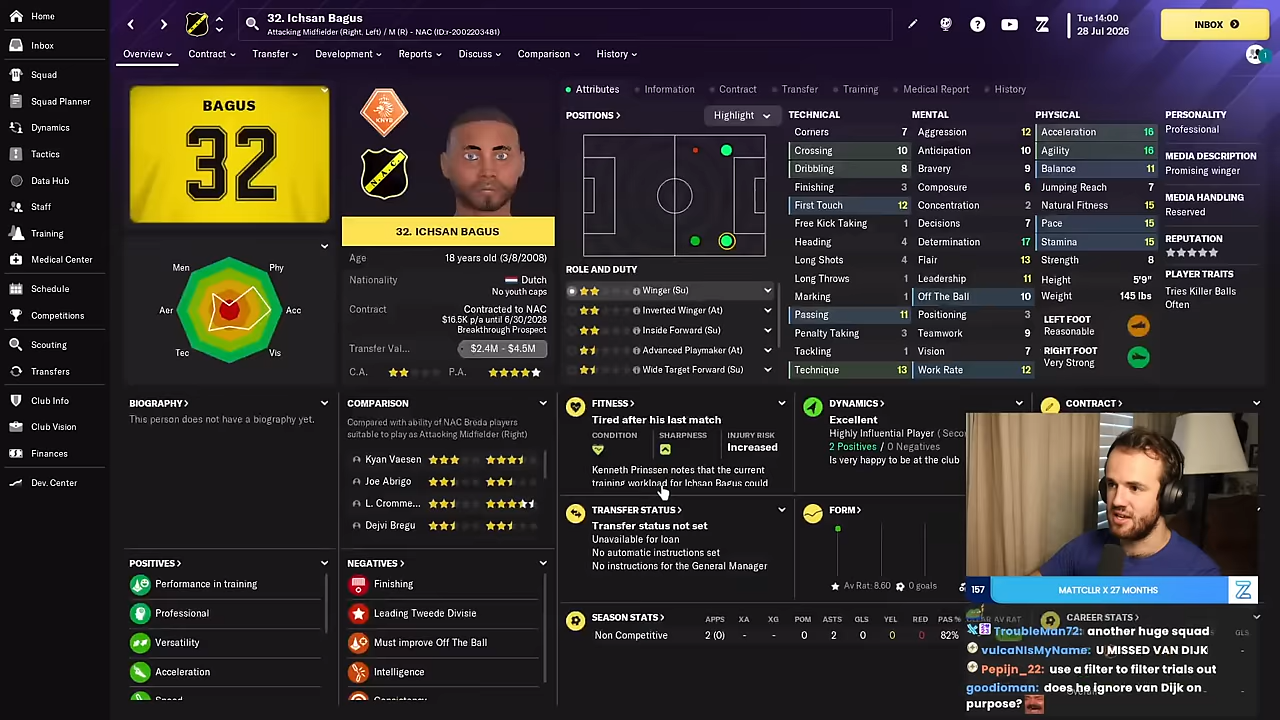 Home
Inbox
Squad
Squad Planner
Dynamics
Tactics
Data Hub
Staff
Training
Medical Center
Schedule
Competitions
Scouting
Transfers
Club Info
Club Vision
Finances
Dev. Center
32. Ichsan Bagus
Attacking Midfielder (Right, Left) / M (R) - NAC (ID:r-2002203481)
Tue 14:00
28 Jul 2026
INBOX
1
Overview
Contract
Transfer
Development
Reports
Discuss
Comparison
History
BAGUS
32
KNVB
N.A.C
32. ICHSAN BAGUS
Men
Phy
Aer
Acc
Tec
Vis
Age 18 years old (3/8/2008)
Nationality Dutch
No youth caps
Contract Contracted to NAC
$16.5K p/a until 6/30/2028
Breakthrough Prospect
Transfer Val... $2.4M - $4.5M
C.A. P.A.
Attributes
Information
Contract
Transfer
Training
Medical Report
History
POSITIONS
Highlight
ROLE AND DUTY
Winger (Su)
Inverted Winger (At)
Inside Forward (Su)
Advanced Playmaker (At)
Wide Target Forward (Su)
TECHNICAL
Corners 7
Crossing 10
Dribbling 8
Finishing 3
First Touch 12
Free Kick Taking 1
Heading 4
Long Shots 4
Long Throws 1
Marking 1
Passing 11
Penalty Taking 3
Tackling 1
Technique 13
MENTAL
Aggression 12
Anticipation 10
Bravery 9
Composure 6
Concentration 2
Decisions 7
Determination 17
Flair 13
Leadership 11
Off The Ball 10
Positioning 3
Teamwork 9
Vision 7
Work Rate 12
PHYSICAL
Acceleration 16
Agility 16
Balance 11
Jumping Reach 7
Natural Fitness 15
Pace 15
Stamina 15
Strength 8
Height 5'9"
Weight 145 lbs
LEFT FOOT
Reasonable
RIGHT FOOT
Very Strong
PERSONALITY
Professional
MEDIA DESCRIPTION
Promising winger
MEDIA HANDLING
Reserved
REPUTATION
PLAYER TRAITS
Tries Killer Balls
Often
BIOGRAPHY
This person does not have a biography yet.
COMPARISON
Compared with ability of NAC Breda players
suitable to play as Attacking Midfielder (Right)
Kyan Vaesen
Joe Abrigo
L. Cromme...
Dejvi Bregu
FITNESS
Tired after his last match
CONDITION
SHARPNESS
INJURY RISK
Increased
Kenneth Prinssen notes that the current
training workload for Ichsan Bagus could
DYNAMICS
Excellent
Highly Influential Player ( Secon
2 Positives / 0 Negatives
Is very happy to be at the club
CONTRACT
TRANSFER STATUS
Transfer status not set
Unavailable for loan
No automatic instructions set
No instructions for the General Manager
FORM
Av Rat: 8.60 0 goals
POSITIVES
Performance in training
Professional
Versatility
Acceleration
Speed
NEGATIVES
Finishing
Leading Tweede Divisie
Must improve Off The Ball
Intelligence
Consistency
SEASON STATS
APPS XA XG POM ASTS GLS YEL RED PAS % AV RAT
Non Competitive 2 (0) - - 0 2 0 0 0 82%
CAREER STATS
GLS
157 MATTCLLR X 27 MONTHS
TroubleMan72: another huge squad
vulcaNIsMyName: U MISSED VAN DIJK
Pepijn_22: use a filter to filter trials out
goodioman: does he ignore van Dijk on
purpose?